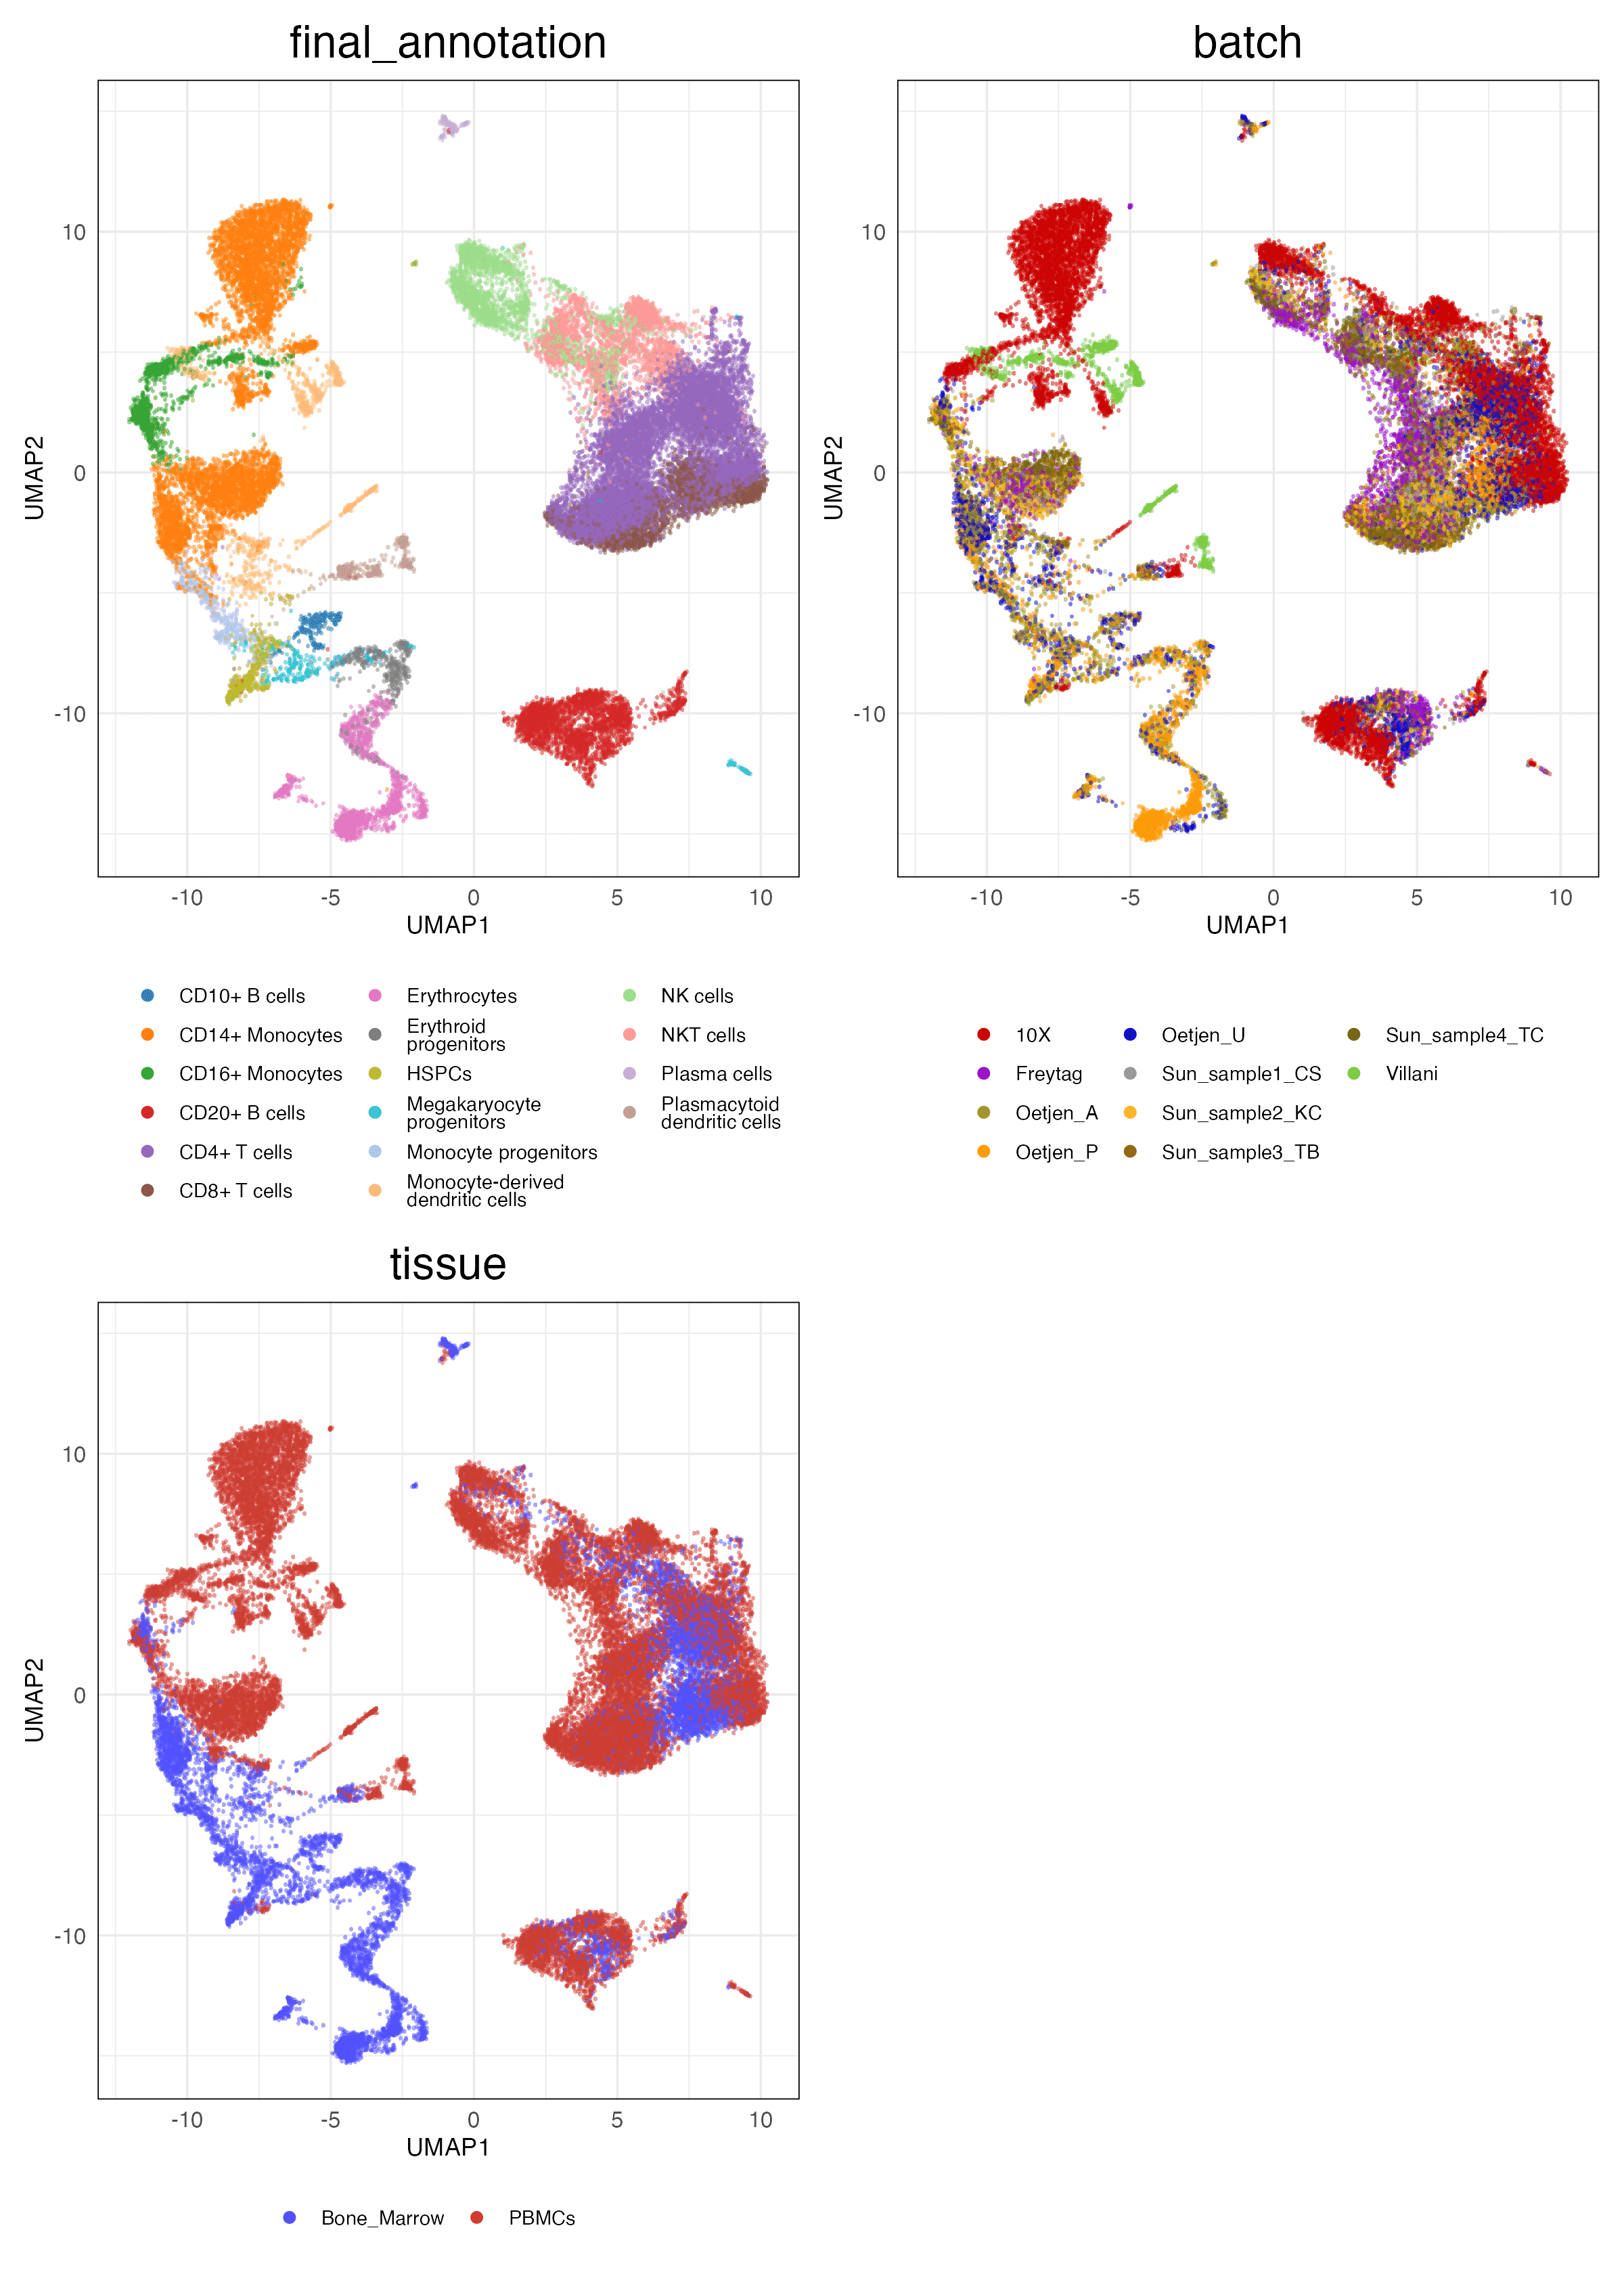 final_annotation
batch
10
0
-10
UMAP2
-10 -5 0 5 10
UMAP1
10
0
-10
UMAP2
-10 -5 0 5 10
UMAP1
CD10+ B cells
CD14+ Monocytes
CD16+ Monocytes
CD20+ B cells
CD4+ T cells
CD8+ T cells
Erythrocytes
Erythroid
progenitors
HSPCs
Megakaryocyte
progenitors
Monocyte progenitors
Monocyte-derived
dendritic cells
NK cells
NKT cells
Plasma cells
Plasmacytoid
dendritic cells
10X
Freytag
Oetjen_A
Oetjen_P
Oetjen_U
Sun_sample1_CS
Sun_sample2_KC
Sun_sample3_TB
Sun_sample4_TC
Villani
tissue
10
0
-10
UMAP2
-10 -5 0 5 10
UMAP1
Bone_Marrow PBMCs